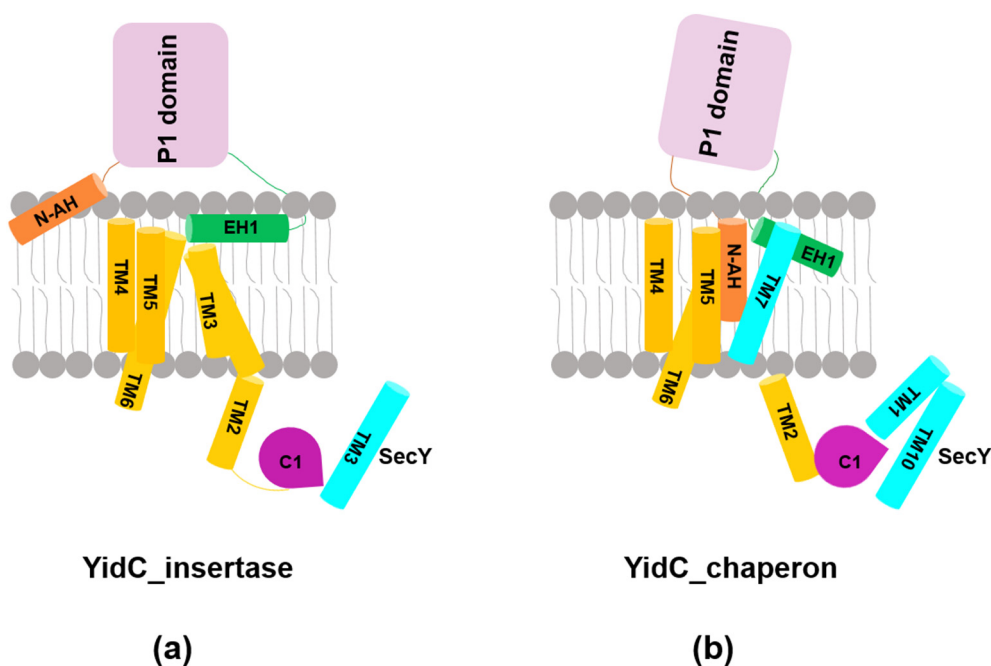 P1 domain
N-AH
EH1
TM4
TM5
TM3
TM6
TM2
C1
TM3
SecY
YidC_insertase
(a)
P1 domain
TM4
TM5
N-AH
TM7
EH1
TM6
TM2
C1
TM1
TM10
SecY
YidC_chaperon
(b)